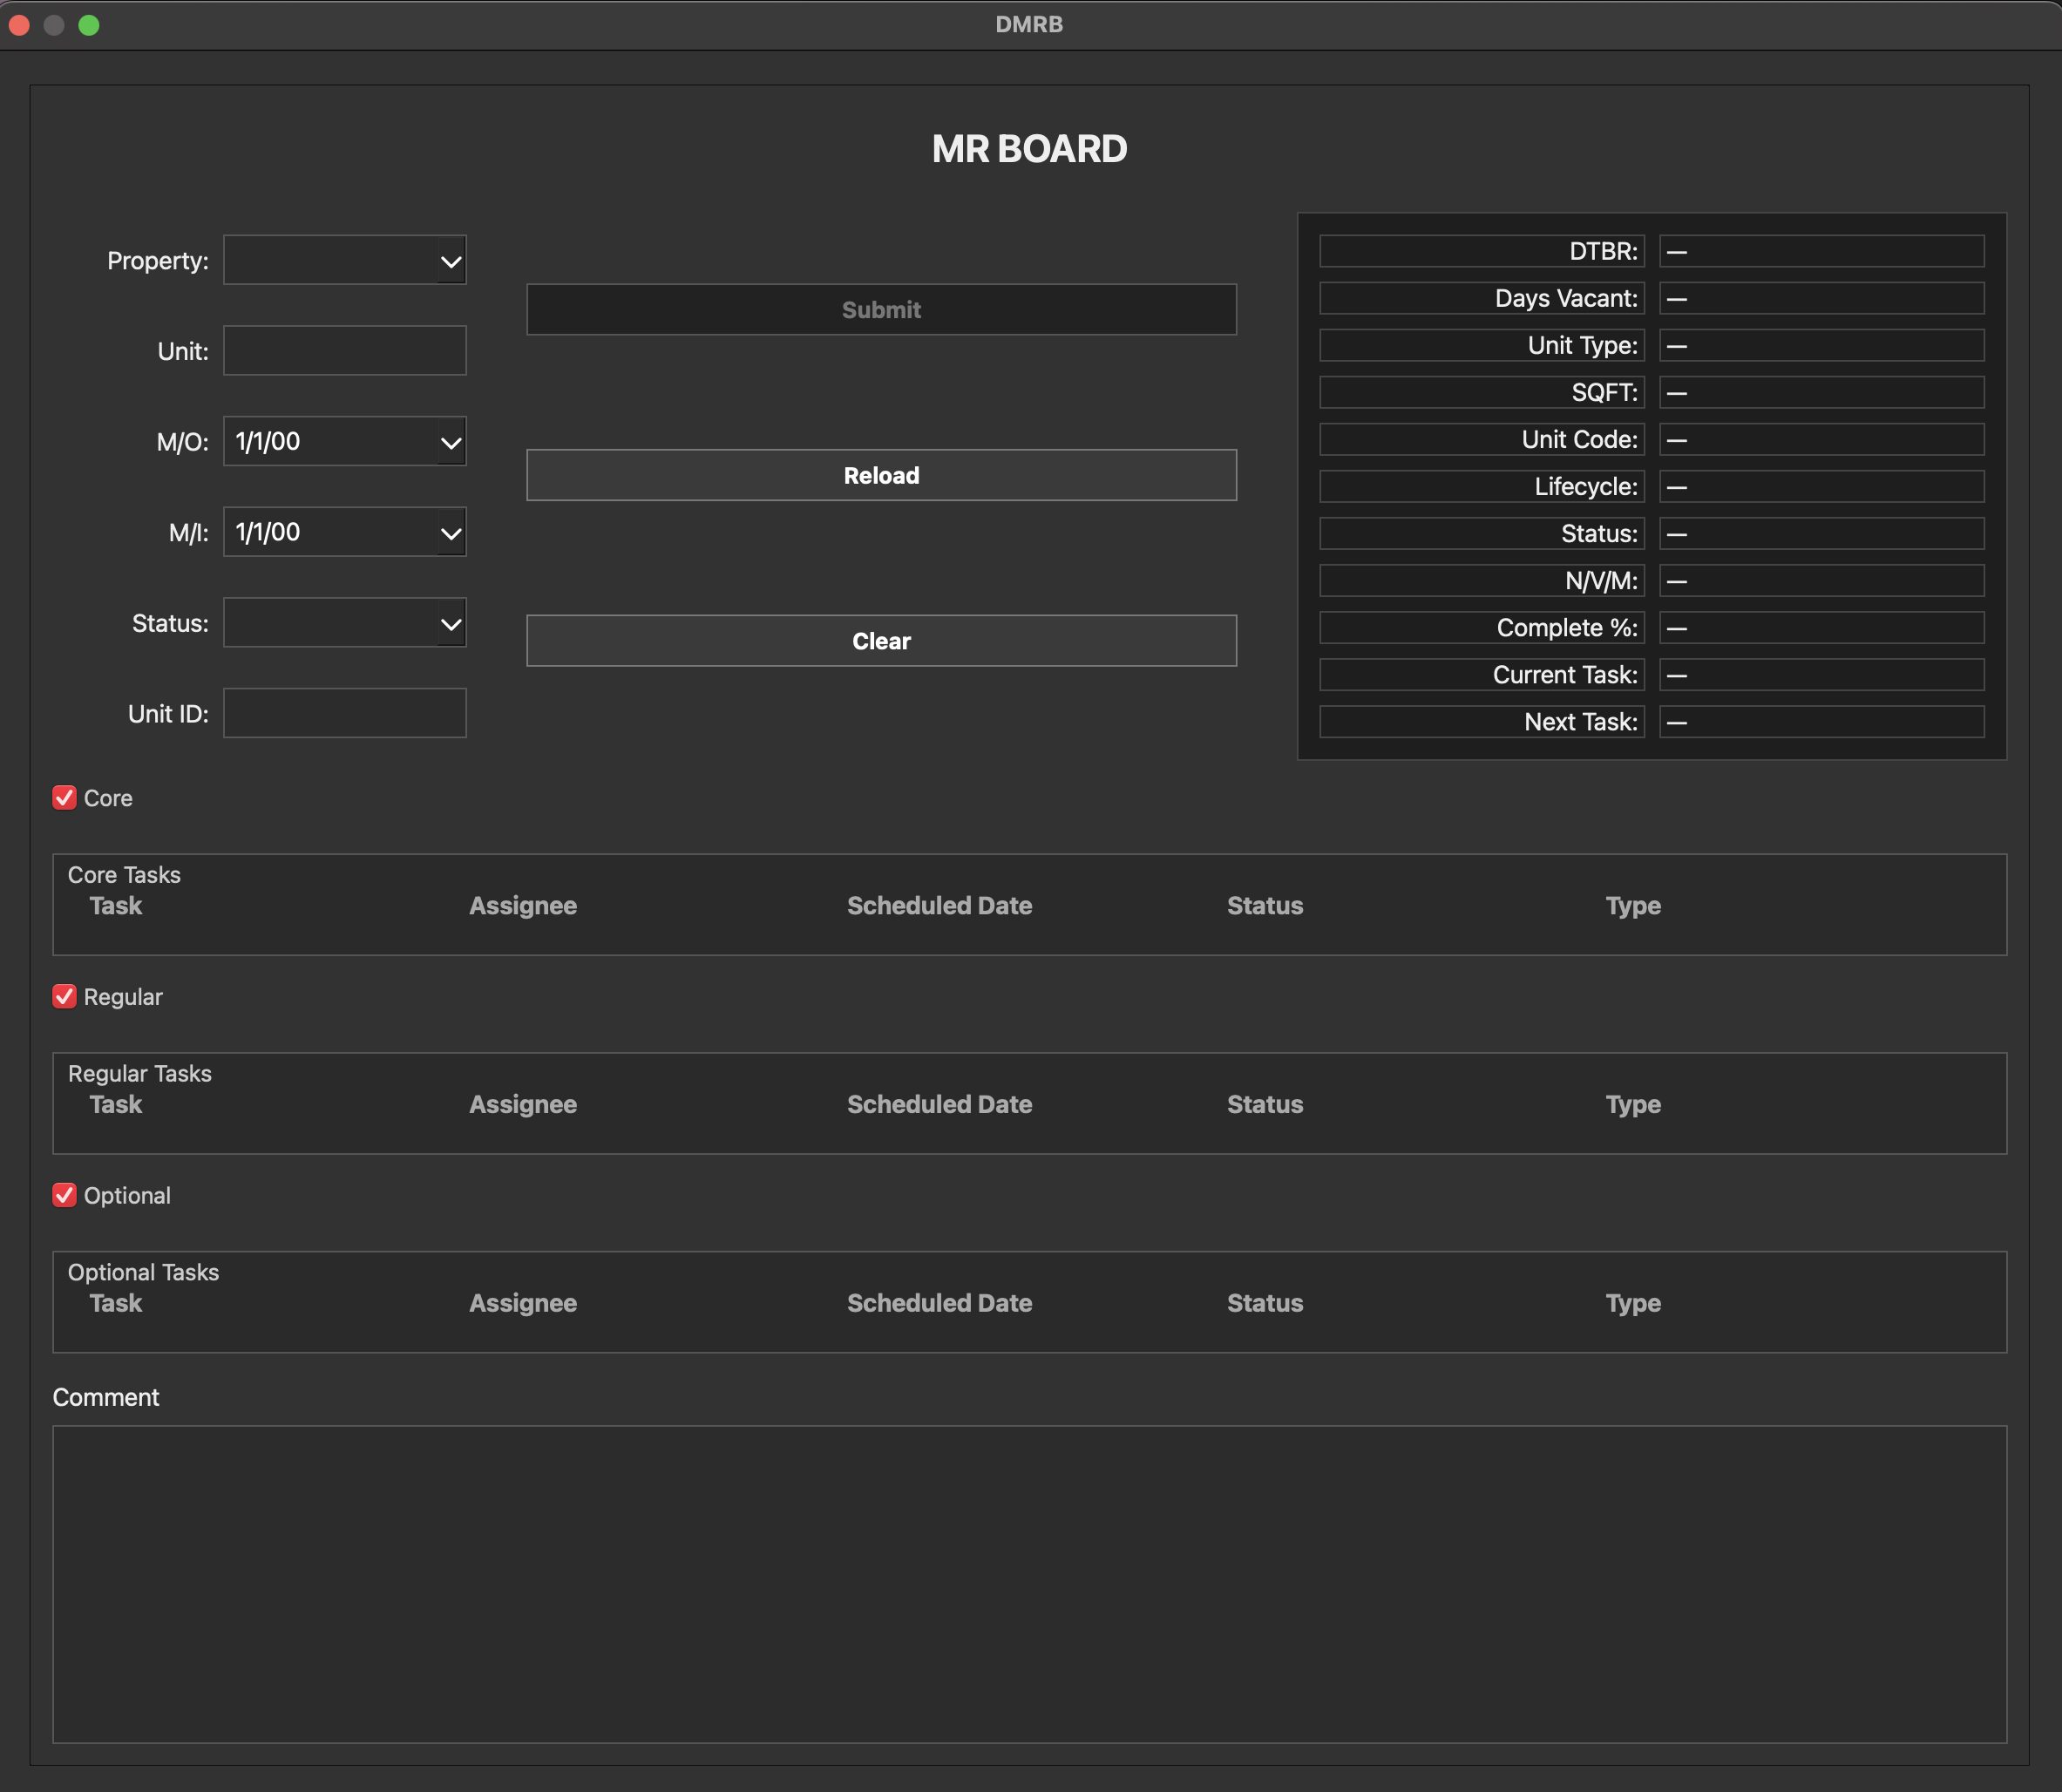 DMRB
MR BOARD
Property:
Unit:
M/O: 1/1/00
M/I: 1/1/00
Status:
Unit ID:
Submit
Reload
Clear
DTBR: —
Days Vacant: —
Unit Type: —
SQFT: —
Unit Code: —
Lifecycle: —
Status: —
N/V/M: —
Complete %: —
Current Task: —
Next Task: —
Core
Core Tasks
Task Assignee Scheduled Date Status Type
Regular
Regular Tasks
Task Assignee Scheduled Date Status Type
Optional
Optional Tasks
Task Assignee Scheduled Date Status Type
Comment